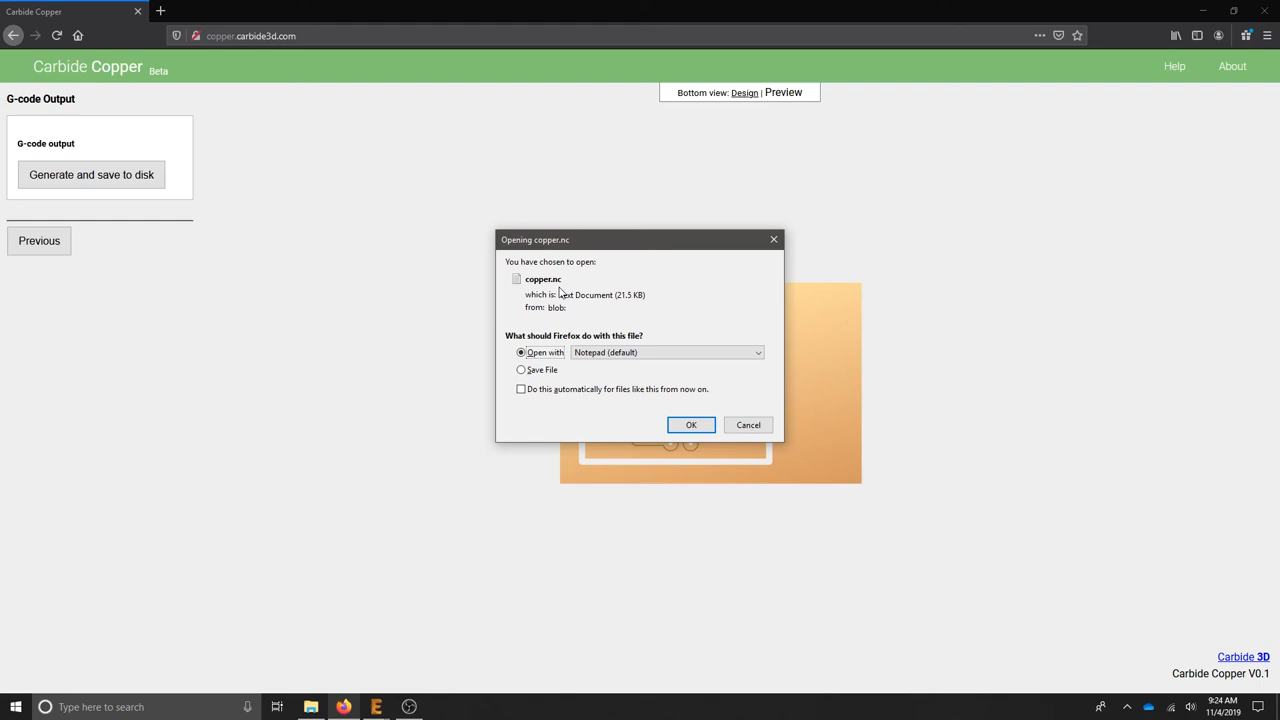 Carbide Copper
copper.carbide3d.com
Carbide Copper Beta
Help
About
G-code Output
Bottom view: Design | Preview
G-code output
Generate and save to disk
Previous
Opening copper.nc
You have chosen to open:
copper.nc
which is: Text Document (21.5 KB)
from: blob:
What should Firefox do with this file?
Open with
Notepad (default)
Save File
Do this automatically for files like this from now on.
OK
Cancel
Carbide 3D
Carbide Copper V0.1
Type here to search
9:24 AM
11/4/2019